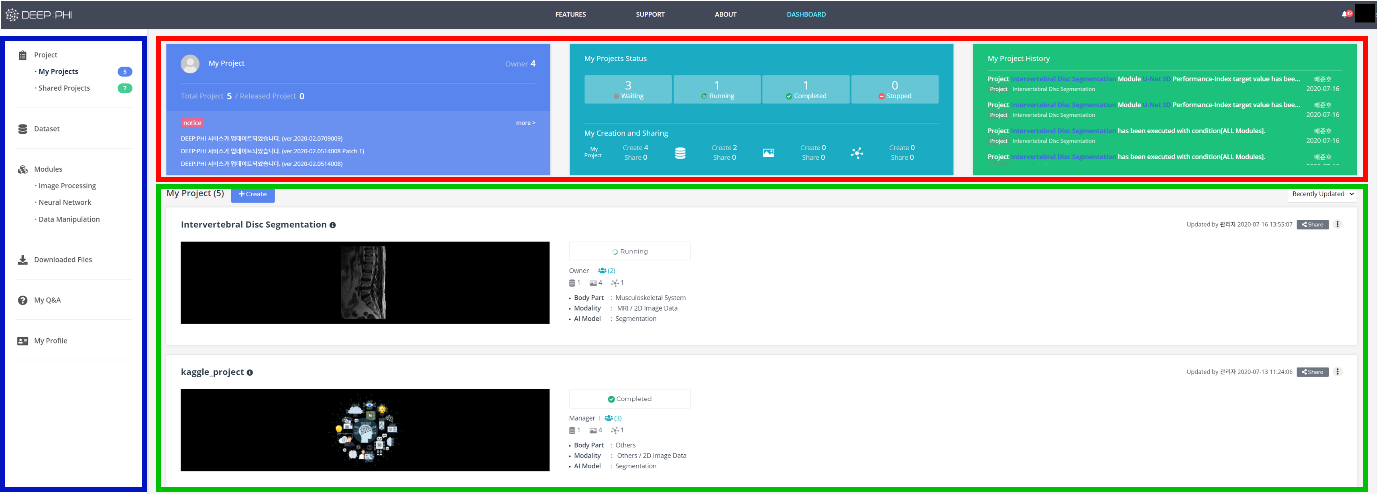 DEEP:PHI
FEATURES
SUPPORT
ABOUT
DASHBOARD
Project
· My Projects 5
· Shared Projects 7
Dataset
Modules
· Image Processing
· Neural Network
· Data Manipulation
Downloaded Files
My Q&A
My Profile
My Project
Owner 4
Total Project 5 / Released Project 0
notice
more >
DEEP:PHI 서비스가 업데이트되었습니다. (ver.2020-02.0709009)
DEEP:PHI 서비스가 업데이트되었습니다. (ver.2020-02.0514008 Patch 1)
DEEP:PHI 서비스가 업데이트되었습니다. (ver.2020-02.0514008)
My Projects Status
3
Waiting
1
Running
1
Completed
0
Stopped
My Creation and Sharing
My Project
Create 4
Share 0
Create 2
Share 0
Create 0
Share 0
Create 0
Share 0
My Project History
Project Intervertebral Disc Segmentation Module U-Net 3D Performance-Index target value has bee...
배준호
Project Intervertebral Disc Segmentation
2020-07-16
Project Intervertebral Disc Segmentation Module U-Net 3D Performance-Index target value has bee...
배준호
Project Intervertebral Disc Segmentation
2020-07-16
Project Intervertebral Disc Segmentation has been executed with condition[ALL Modules].
배준호
Project Intervertebral Disc Segmentation
2020-07-16
Project Intervertebral Disc Segmentation has been executed with condition[ALL Modules].
배준호
My Project (5)
+ Create
Recently Updated
Intervertebral Disc Segmentation
Updated by 관리자 2020-07-16 13:55:07
Share
Running
Owner (2)
1 4 1
• Body Part : Musculoskeletal System
• Modality : MRI / 2D Image Data
• AI Model : Segmentation
kaggle_project
Updated by 관리자 2020-07-13 11:24:06
Share
Completed
Manager | (3)
1 4 1
• Body Part : Others
• Modality : Others / 2D Image Data
• AI Model : Segmentation